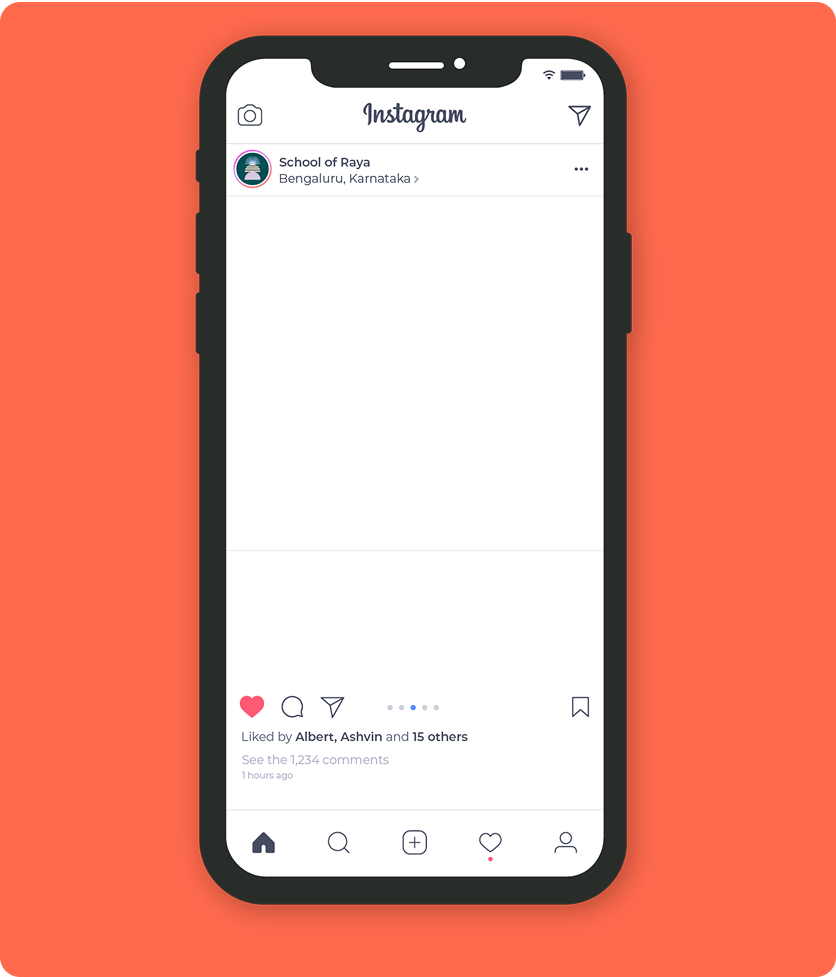 Instagram
School of Raya
Bengaluru, Karnataka
Liked by Albert, Ashvin and 15 others
See the 1,234 comments
1 hours ago